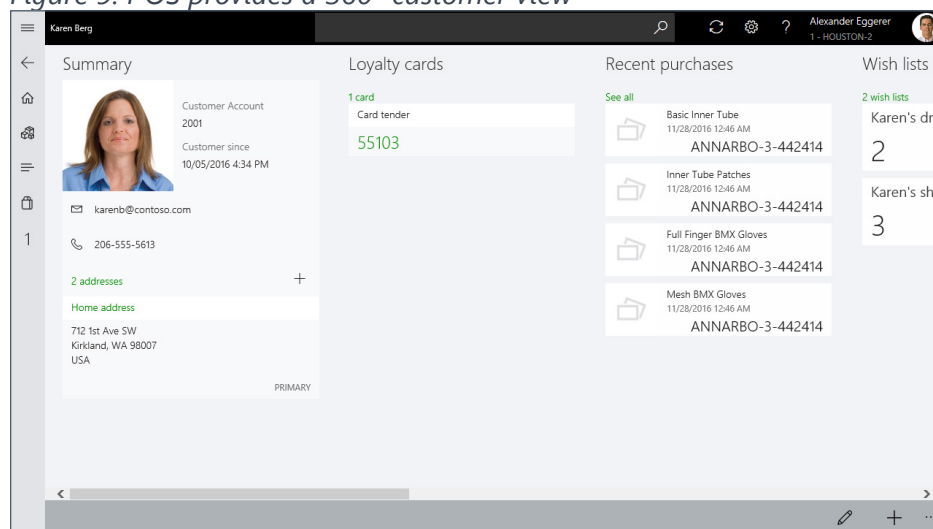 Figure 9: POS provides a 360° customer view
Karen Berg
Alexander Eggerer
1 - HOUSTON-2
Summary
Customer Account
2001
Customer since
10/05/2016 4:34 PM
karenb@contoso.com
206-555-5613
2 addresses
Home address
712 1st Ave SW
Kirkland, WA 98007
USA
PRIMARY
Loyalty cards
1 card
Card tender
55103
Recent purchases
See all
Basic Inner Tube
11/28/2016 12:46 AM
ANNARBO-3-442414
Inner Tube Patches
11/28/2016 12:46 AM
ANNARBO-3-442414
Full Finger BMX Gloves
11/28/2016 12:46 AM
ANNARBO-3-442414
Mesh BMX Gloves
11/28/2016 12:46 AM
ANNARBO-3-442414
Wish lists
2 wish lists
Karen's dr
2
Karen's sh
3
1